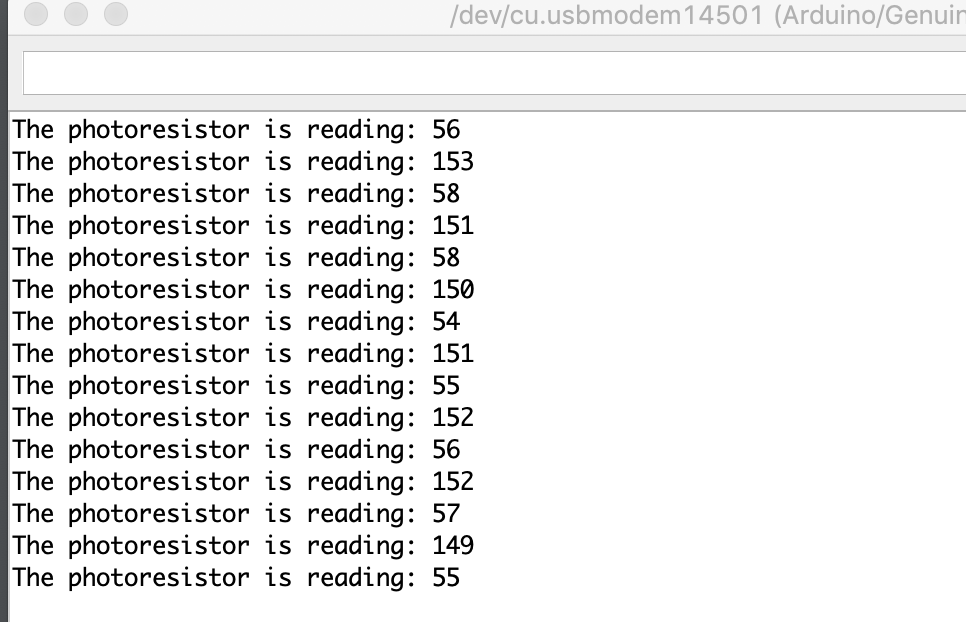 /dev/cu.usbmodem14501 (Arduino/Genuin
The photoresistor is reading: 56
The photoresistor is reading: 153
The photoresistor is reading: 58
The photoresistor is reading: 151
The photoresistor is reading: 58
The photoresistor is reading: 150
The photoresistor is reading: 54
The photoresistor is reading: 151
The photoresistor is reading: 55
The photoresistor is reading: 152
The photoresistor is reading: 56
The photoresistor is reading: 152
The photoresistor is reading: 57
The photoresistor is reading: 149
The photoresistor is reading: 55